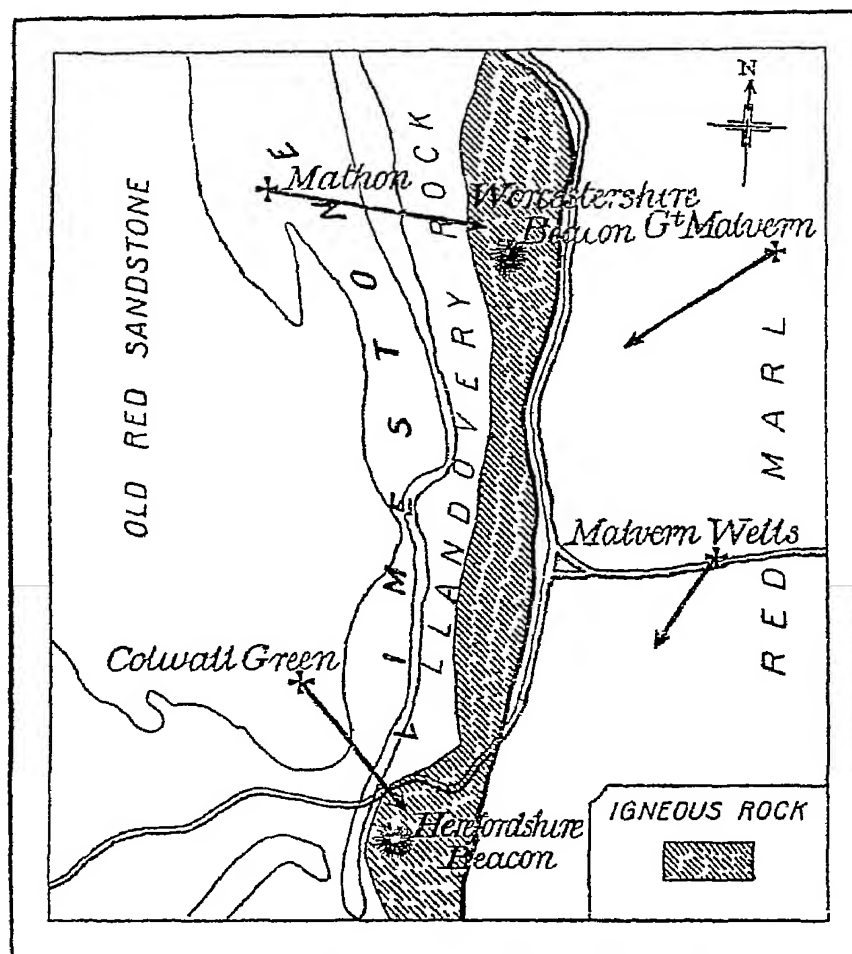 N
OLD RED SANDSTONE
LIMESTONE
LLANDOVERY ROCK
RED MARL
Mathon
Worcestershire
Beacon
Gt Malvern
Malvern Wells
Colwall Green
Herefordshire
Beacon
IGNEOUS ROCK